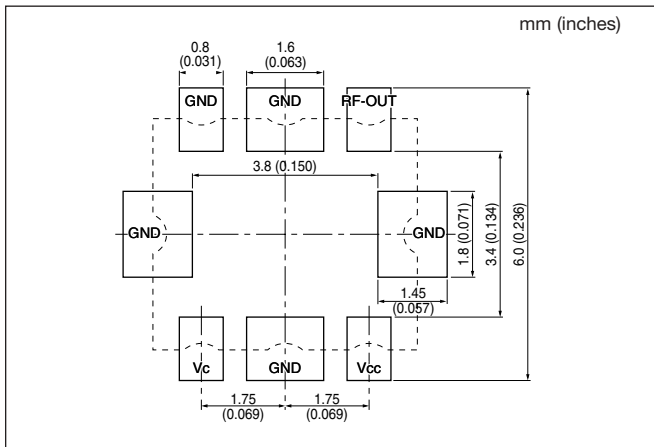 mm (inches)
0.8
(0.031)
1.6
(0.063)
GND
GND
RF-OUT
3.8 (0.150)
GND
GND
1.8 (0.071)
3.4 (0.134)
6.0 (0.236)
1.45
(0.057)
Vc
GND
Vcc
1.75
(0.069)
1.75
(0.069)